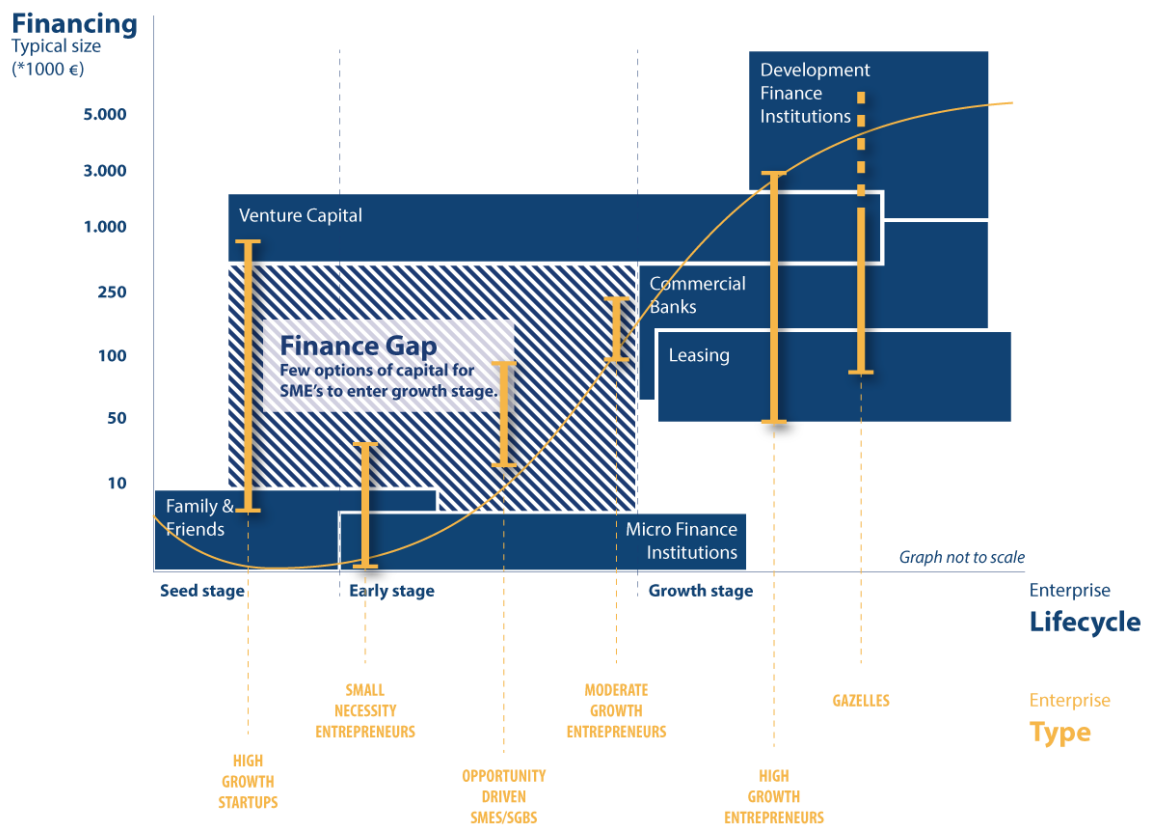 Financing
Typical size
(*1000 €)
5.000
3.000
1.000
250
100
50
10
Development
Finance
Institutions
Venture Capital
Commercial
Banks
Leasing
Finance Gap
Few options of capital for
SME's to enter growth stage.
Family &
Friends
Micro Finance
Institutions
Graph not to scale
Seed stage
Early stage
Growth stage
Enterprise
Lifecycle
HIGH
GROWTH
STARTUPS
SMALL
NECESSITY
ENTREPRENEURS
OPPORTUNITY
DRIVEN
SMES/SGBS
MODERATE
GROWTH
ENTREPRENEURS
HIGH
GROWTH
ENTREPRENEURS
GAZELLES
Enterprise
Type